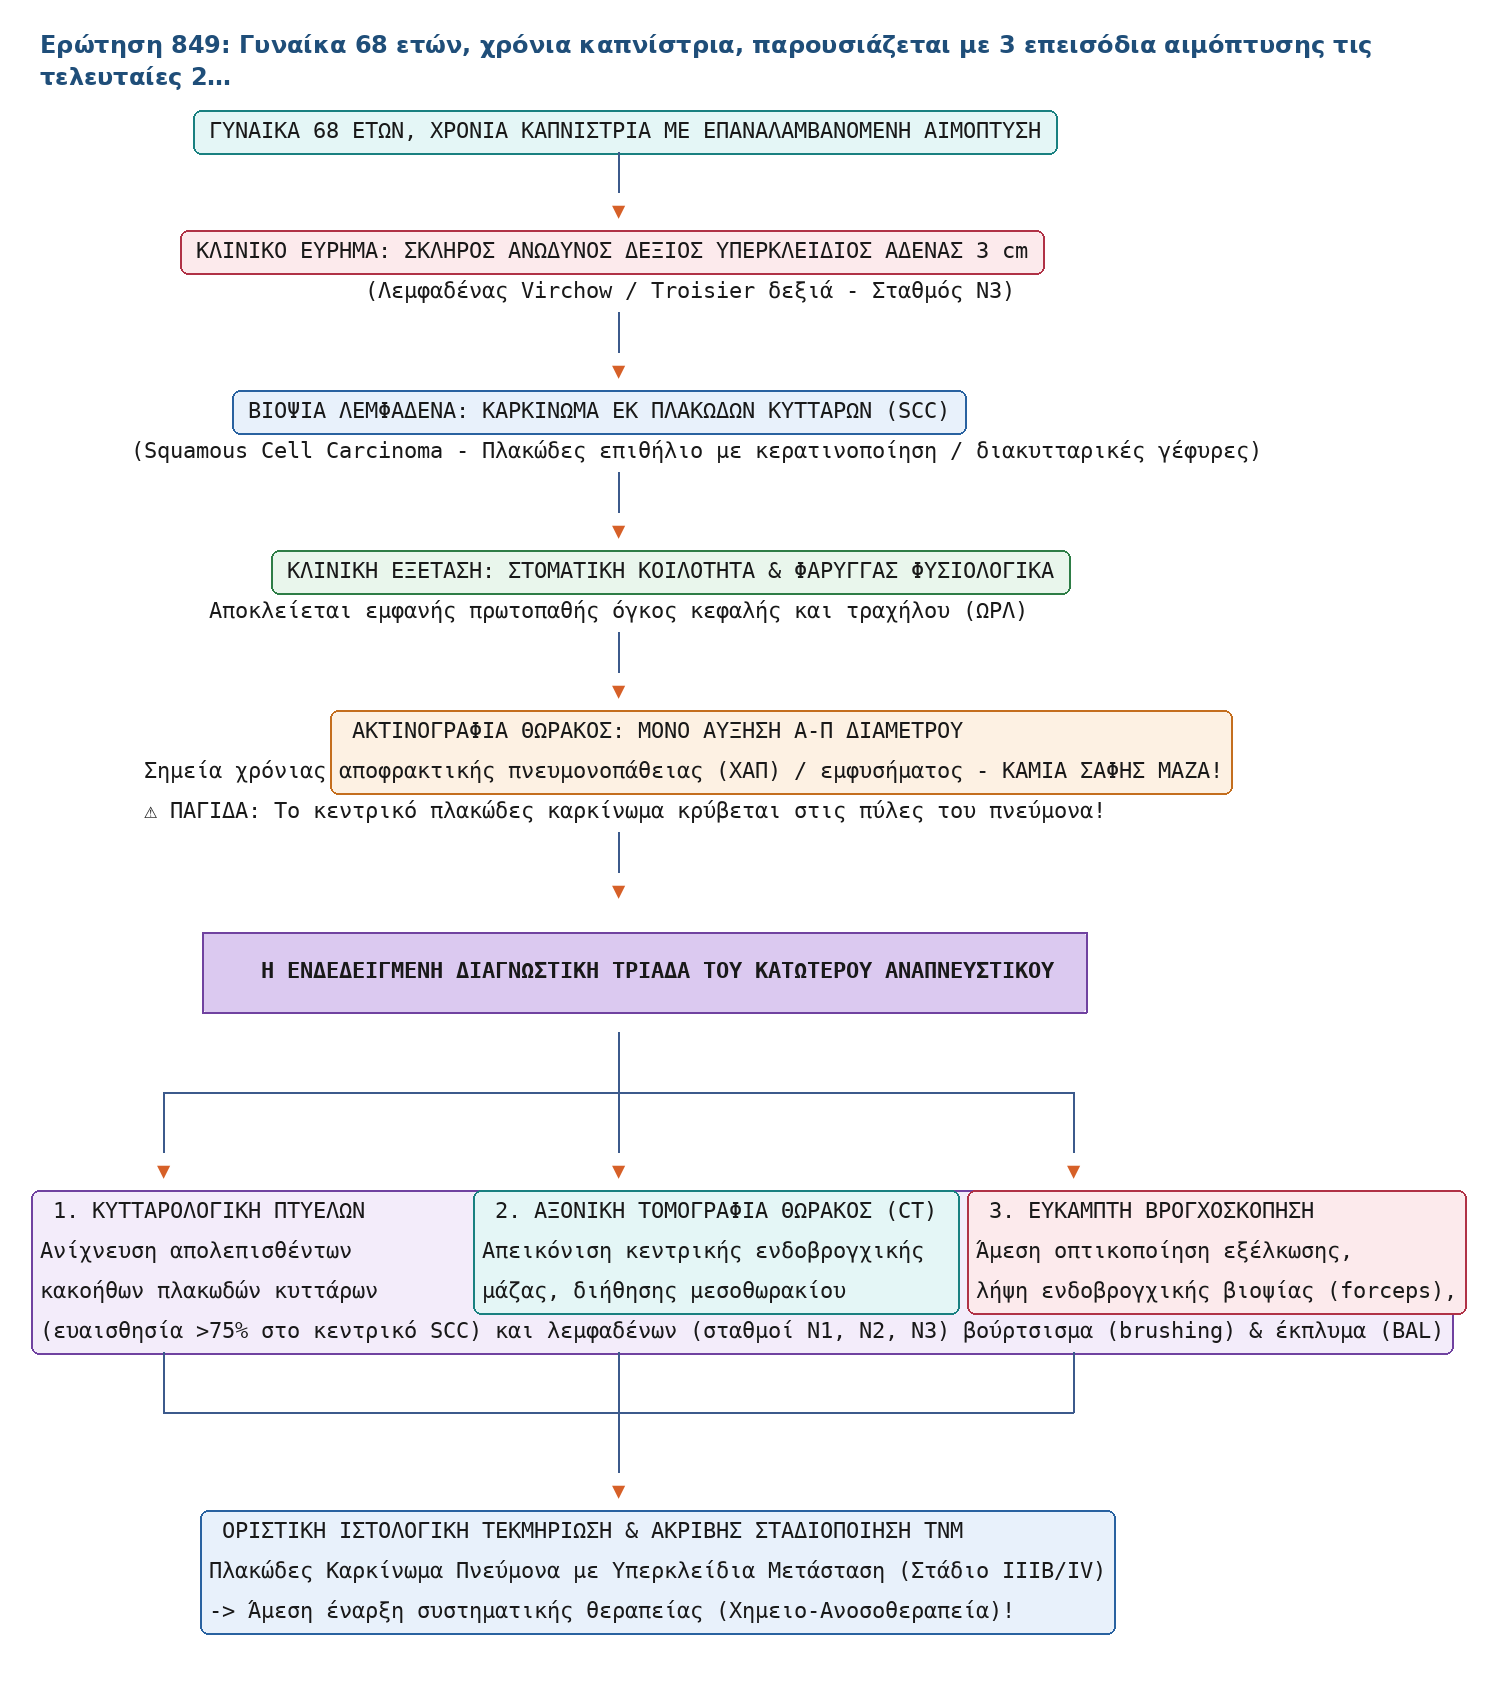 Ερώτηση 849: Γυναίκα 68 ετών, χρόνια καπνίστρια, παρουσιάζεται με 3 επεισόδια αιμόπτυσης τις
τελευταίες 2...
ΓΥΝΑΙΚΑ 68 ΕΤΩΝ, ΧΡΟΝΙΑ ΚΑΠΝΙΣΤΡΙΑ ΜΕ ΕΠΑΝΑΛΑΜΒΑΝΟΜΕΝΗ ΑΙΜΟΠΤΥΣΗ
▼
ΚΛΙΝΙΚΟ ΕΥΡΗΜΑ: ΣΚΛΗΡΟΣ ΑΝΩΔΥΝΟΣ ΔΕΞΙΟΣ ΥΠΕΡΚΛΕΙΔΙΟΣ ΑΔΕΝΑΣ 3 cm
(Λεμφαδένας Virchow / Troisier δεξιά - Σταθμός N3)
▼
ΒΙΟΨΙΑ ΛΕΜΦΑΔΕΝΑ: ΚΑΡΚΙΝΩΜΑ ΕΚ ΠΛΑΚΩΔΩΝ ΚΥΤΤΑΡΩΝ (SCC)
(Squamous Cell Carcinoma - Πλακώδες επιθήλιο με κερατινοποίηση / διακυτταρικές γέφυρες)
▼
ΚΛΙΝΙΚΗ ΕΞΕΤΑΣΗ: ΣΤΟΜΑΤΙΚΗ ΚΟΙΛΟΤΗΤΑ & ΦΑΡΥΓΓΑΣ ΦΥΣΙΟΛΟΓΙΚΑ
Αποκλείεται εμφανής πρωτοπαθής όγκος κεφαλής και τραχήλου (ΩΡΛ)
▼
ΑΚΤΙΝΟΓΡΑΦΙΑ ΘΩΡΑΚΟΣ: ΜΟΝΟ ΑΥΞΗΣΗ Α-Π ΔΙΑΜΕΤΡΟΥ
Σημεία χρόνιας αποφρακτικής πνευμονοπάθειας (ΧΑΠ) / εμφυσήματος - ΚΑΜΙΑ ΣΑΦΗΣ ΜΑΖΑ!
⚠ ΠΑΓΙΔΑ: Το κεντρικό πλακώδες καρκίνωμα κρύβεται στις πύλες του πνεύμονα!
▼
Η ΕΝΔΕΔΕΙΓΜΕΝΗ ΔΙΑΓΝΩΣΤΙΚΗ ΤΡΙΑΔΑ ΤΟΥ ΚΑΤΩΤΕΡΟΥ ΑΝΑΠΝΕΥΣΤΙΚΟΥ
▼ ▼ ▼
1. ΚΥΤΤΑΡΟΛΟΓΙΚΗ ΠΤΥΕΛΩΝ 2. ΑΞΟΝΙΚΗ ΤΟΜΟΓΡΑΦΙΑ ΘΩΡΑΚΟΣ (CT) 3. ΕΥΚΑΜΠΤΗ ΒΡΟΓΧΟΣΚΟΠΗΣΗ
Ανίχνευση απολεπισθέντων Απεικόνιση κεντρικής ενδοβρογχικής Άμεση οπτικοποίηση εξέλκωσης,
κακοήθων πλακωδών κυττάρων μάζας, διήθησης μεσοθωρακίου λήψη ενδοβρογχικής βιοψίας (forceps),
(ευαισθησία >75% στο κεντρικό SCC) και λεμφαδένων (σταθμοί N1, N2, N3) βούρτσισμα (brushing) & έκπλυμα (BAL)
▼
ΟΡΙΣΤΙΚΗ ΙΣΤΟΛΟΓΙΚΗ ΤΕΚΜΗΡΙΩΣΗ & ΑΚΡΙΒΗΣ ΣΤΑΔΙΟΠΟΙΗΣΗ TNM
Πλακώδες Καρκίνωμα Πνεύμονα με Υπερκλείδια Μετάσταση (Στάδιο IIIB/IV)
-> Άμεση έναρξη συστηματικής θεραπείας (Χημειο-Ανοσοθεραπεία)!